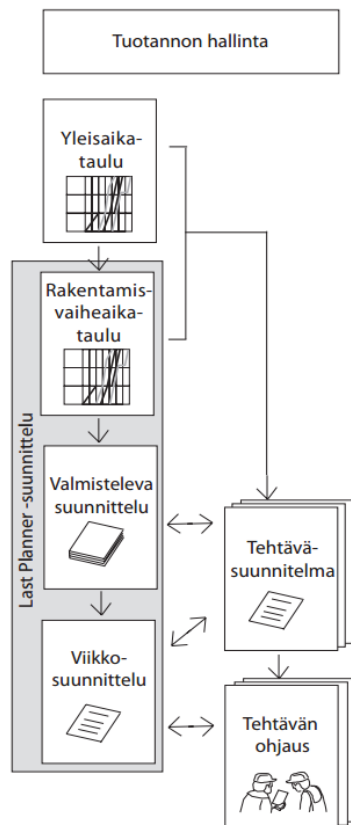 Tuotannon hallinta
Yleisaika-
taulu
Rakentamis-
vaiheaika-
taulu
Last Planner -suunnittelu
Valmisteleva
suunnittelu
Tehtävä-
suunnitelma
Viikko-
suunnittelu
Tehtävän
ohjaus